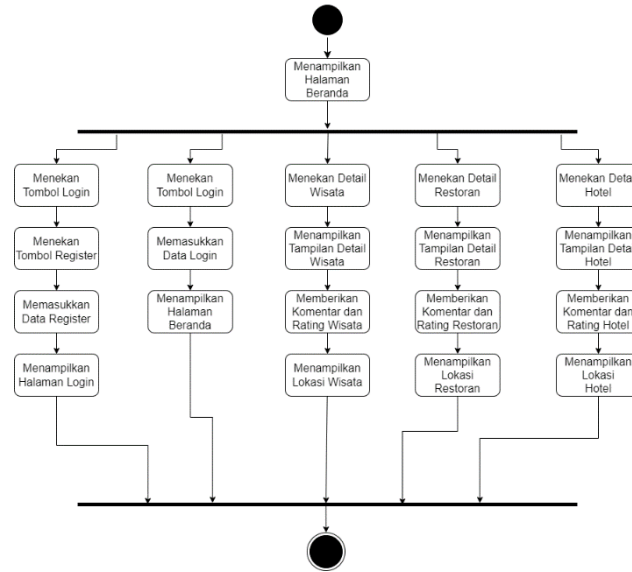 Menampilkan
Halaman
Beranda
Menekan
Tombol Login
Menekan
Tombol Register
Memasukkan
Data Register
Menampilkan
Halaman Login
Menekan
Tombol Login
Memasukkan
Data Login
Menampilkan
Halaman
Beranda
Menekan Detail
Wisata
Menampilkan
Tampilan Detail
Wisata
Memberikan
Komentar dan
Rating Wisata
Menampilkan
Lokasi Wisata
Menekan Detail
Restoran
Menampilkan
Tampilan Detail
Restoran
Memberikan
Komentar dan
Rating Restoran
Menampilkan
Lokasi
Restoran
Menekan Detai
Hotel
Menampilkan
Tampilan Detai
Hotel
Memberikan
Komentar dan
Rating Hotel
Menampilkan
Lokasi
Hotel